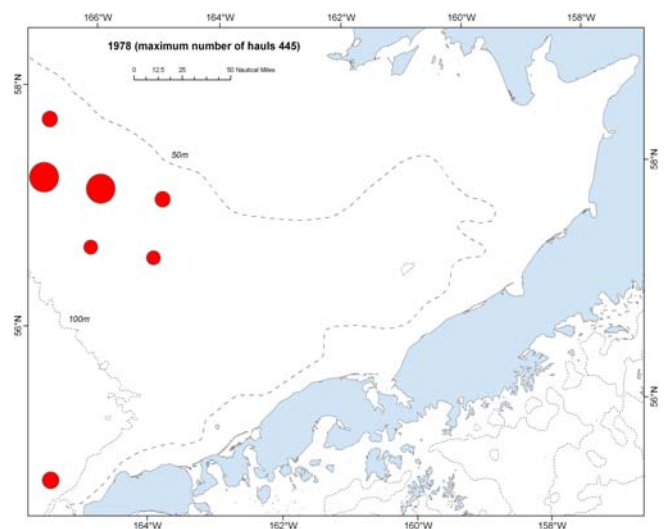 166°W 164°W 162°W 160°W 158°W
1978 (maximum number of hauls 445)
0 12.5 25 50 Nautical Miles
58°N
58°N
50m
56°N
100m
56°N
164°W 162°W 160°W 158°W